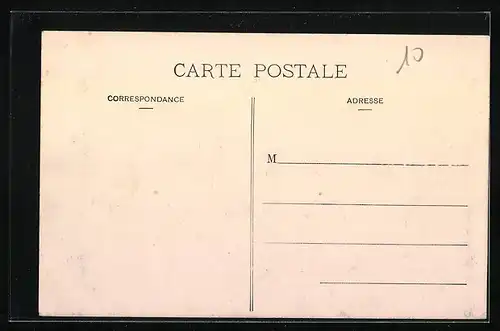 10
CARTE POSTALE
CORRESPONDANCE
ADRESSE
M